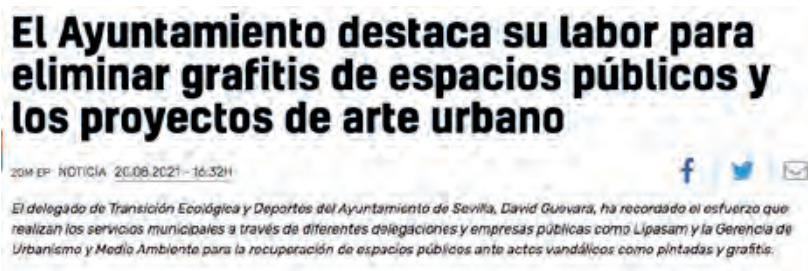 El Ayuntamiento destaca su labor para
eliminar grafitis de espacios públicos y
los proyectos de arte urbano
20M EP NOTICIA 20.08.2021 - 16:32H
El delegado de Transición Ecológica y Deportes del Ayuntamiento de Sevilla, David Guevara, ha recordado el esfuerzo que
realizan los servicios municipales a través de diferentes delegaciones y empresas públicas como Lipasam y la Gerencia de
Urbanismo y Medio Ambiente para la recuperación de espacios públicos ante actos vandálicos como pintadas y grafitis.